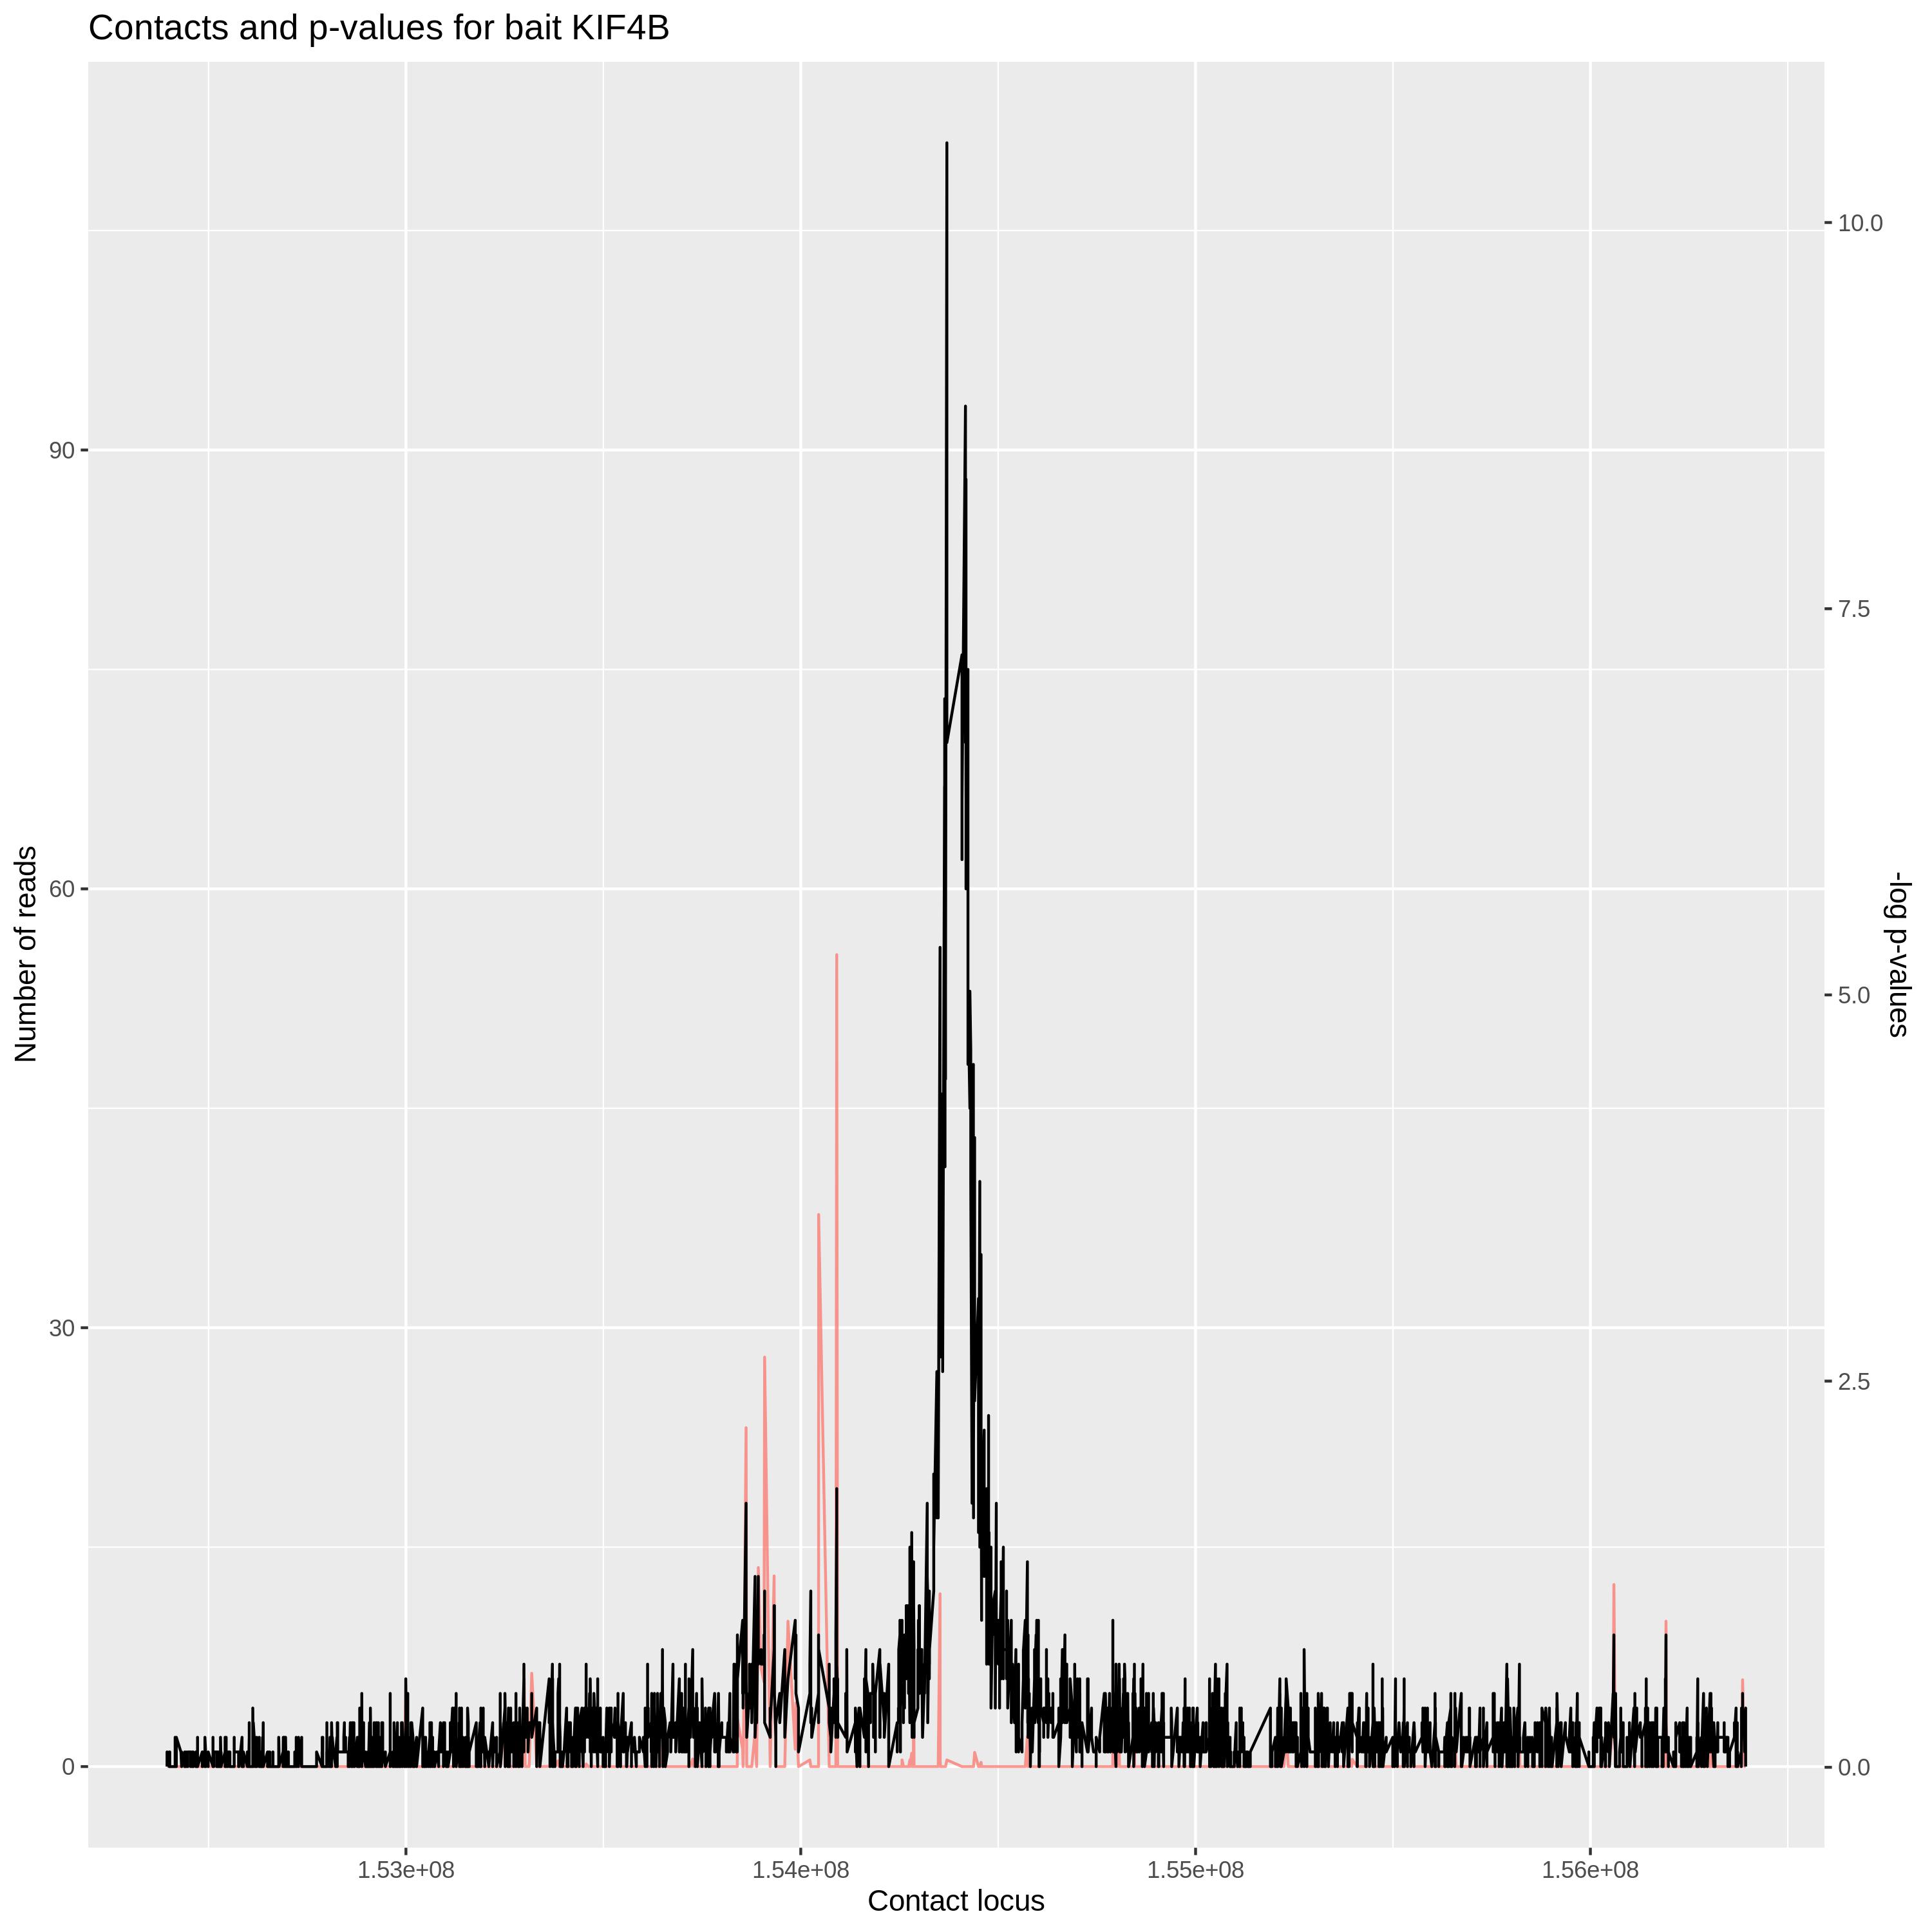 Contacts and p-values for bait KIF4B
90
60
30
0
Number of reads
10.0
7.5
5.0
2.5
0.0
-log p-values
1.53e+08
1.54e+08
1.55e+08
1.56e+08
Contact locus